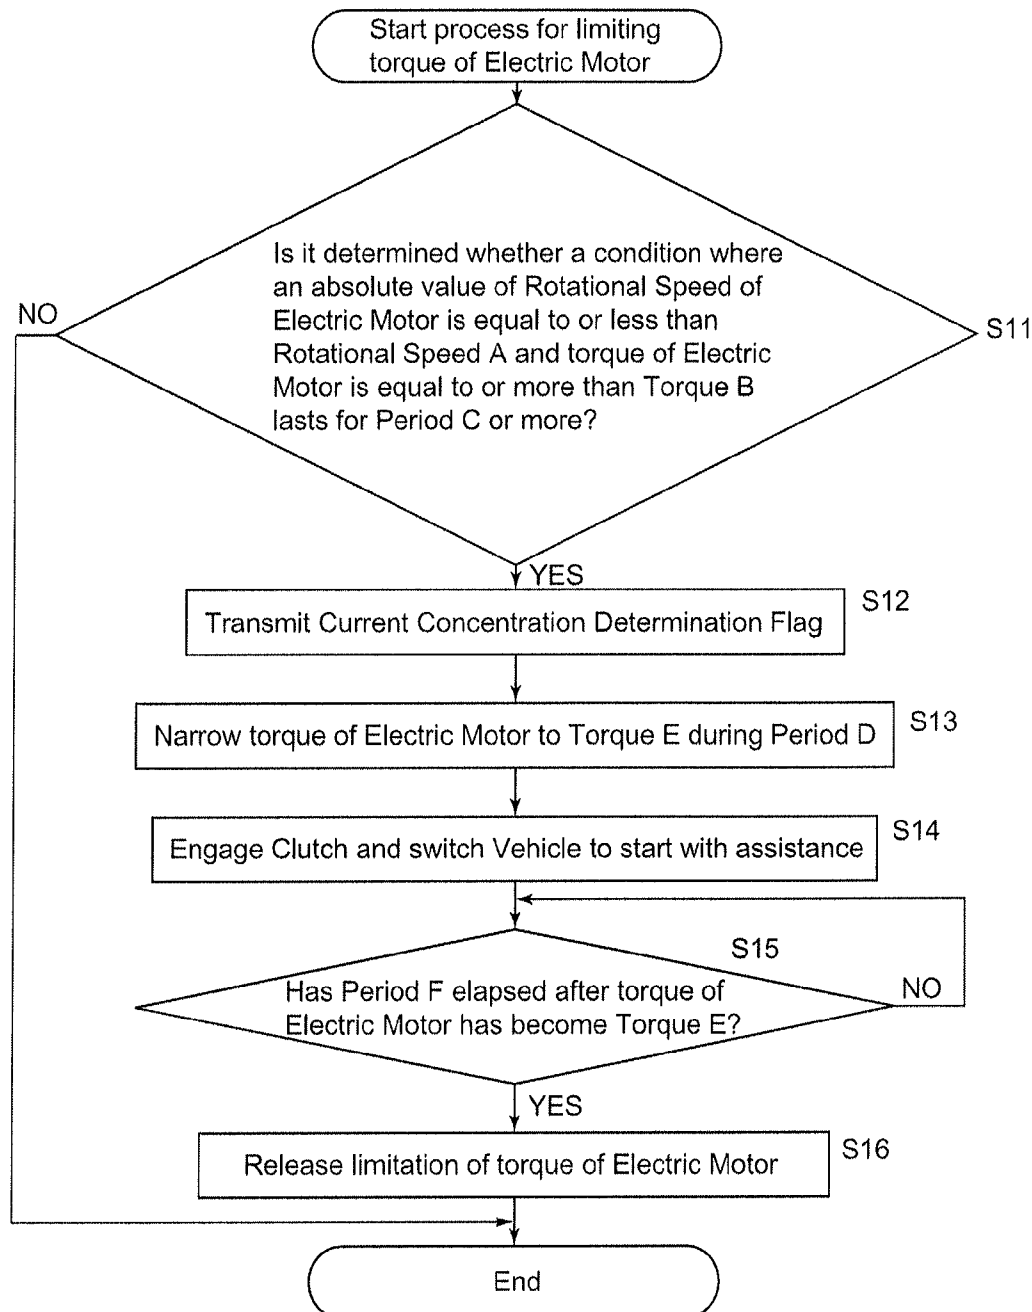 Start process for limiting
torque of Electric Motor
Is it determined whether a condition where
an absolute value of Rotational Speed of
Electric Motor is equal to or less than
Rotational Speed A and torque of Electric
Motor is equal to or more than Torque B
lasts for Period C or more?
NO
S11
YES
S12
Transmit Current Concentration Determination Flag
S13
Narrow torque of Electric Motor to Torque E during Period D
S14
Engage Clutch and switch Vehicle to start with assistance
S15
Has Period F elapsed after torque of
Electric Motor has become Torque E?
NO
YES
S16
Release limitation of torque of Electric Motor
End